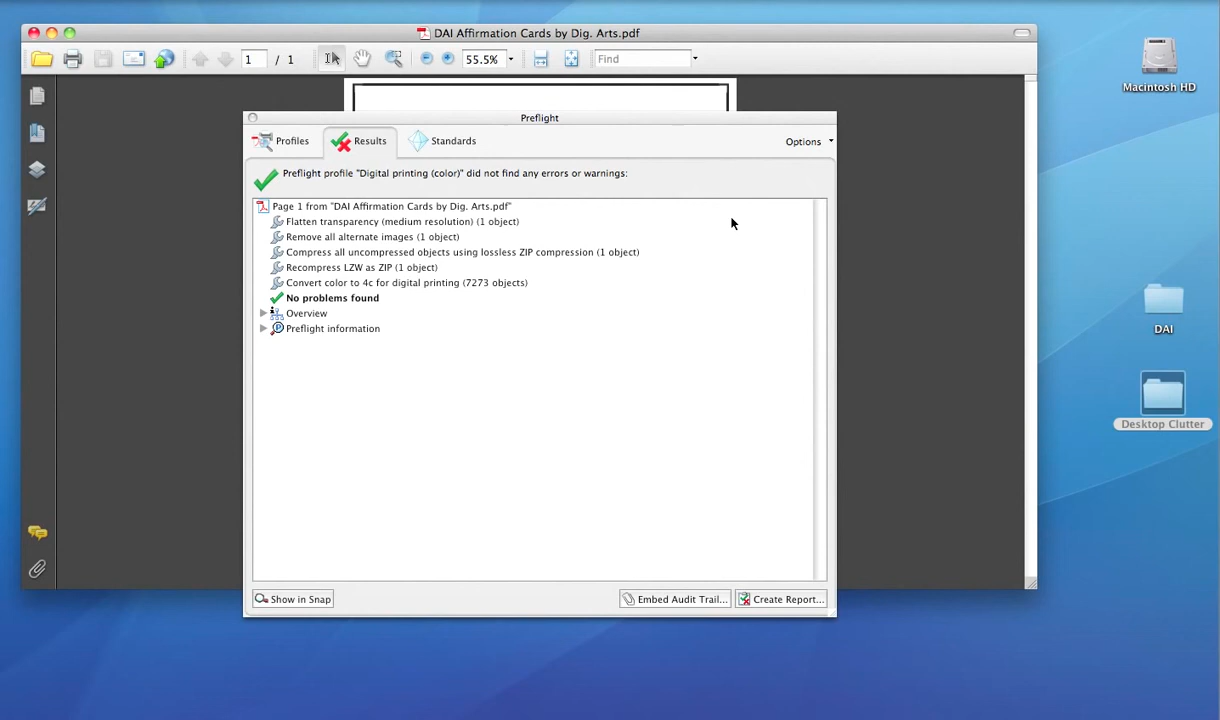 DAI Affirmation Cards by Dig. Arts.pdf
1 / 1
55.5%
Find
Macintosh HD
Preflight
Profiles
Results
Standards
Options
Preflight profile "Digital printing (color)" did not find any errors or warnings:
Page 1 from "DAI Affirmation Cards by Dig. Arts.pdf"
Flatten transparency (medium resolution) (1 object)
Remove all alternate images (1 object)
Compress all uncompressed objects using lossless ZIP compression (1 object)
Recompress LZW as ZIP (1 object)
Convert color to 4c for digital printing (7273 objects)
No problems found
Overview
Preflight information
DAI
Desktop Clutter
Show in Snap
Embed Audit Trail...
Create Report...